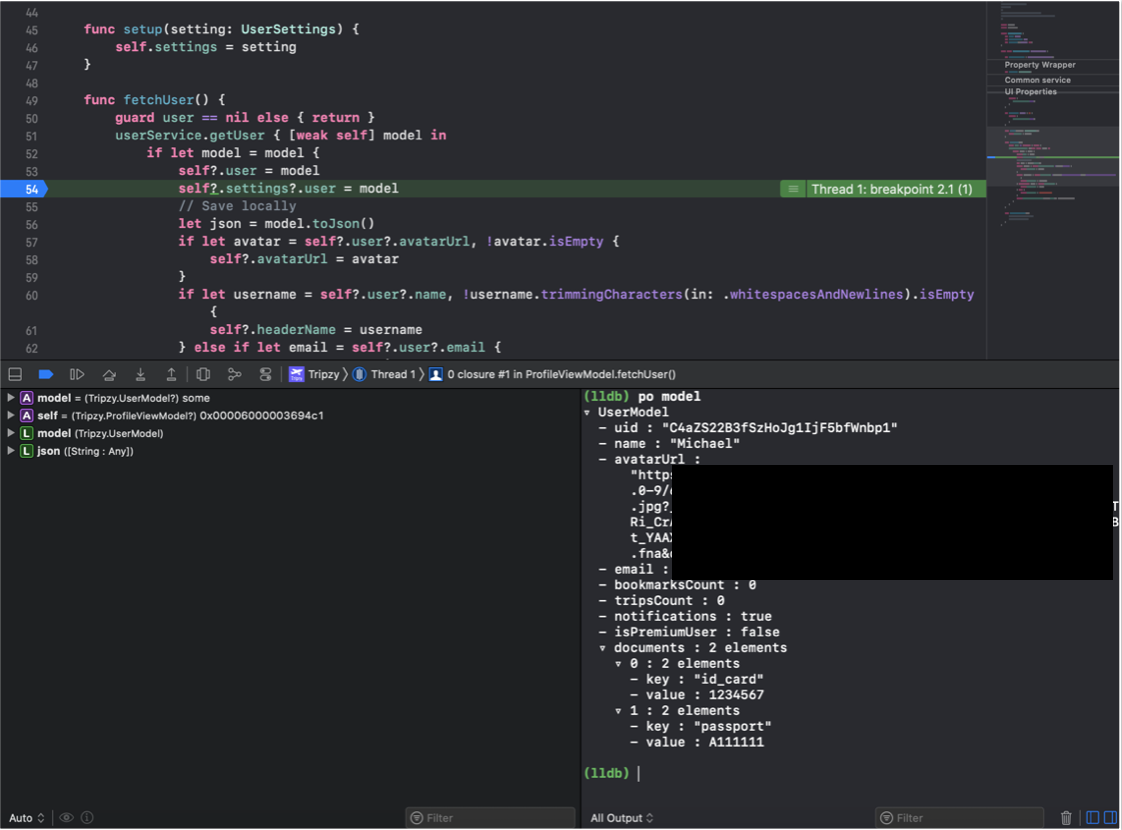 44
45 func setup(setting: UserSettings) {
46 self.settings = setting
47 }
48
49 func fetchUser() {
50 guard user == nil else { return }
51 userService.getUser { [weak self] model in
52 if let model = model {
53 self?.user = model
54 self?.settings?.user = model
Thread 1: breakpoint 2.1 (1)
55 // Save locally
56 let json = model.toJson()
57 if let avatar = self?.user?.avatarUrl, !avatar.isEmpty {
58 self?.avatarUrl = avatar
59 }
60 if let username = self?.user?.name, !username.trimmingCharacters(in: .whitespacesAndNewlines).isEmpty
{
61 self?.headerName = username
62 } else if let email = self?.user?.email {
Property Wrapper
Common service
UI Properties
Tripzy
Thread 1
0 closure #1 in ProfileViewModel.fetchUser()
A model = (Tripzy.UserModel?) some
A self = (Tripzy.ProfileViewModel?) 0x00006000003694c1
L model (Tripzy.UserModel)
L json ([String : Any])
(lldb) po model
▿ UserModel
- uid : "C4aZS22B3fSzHoJg1IjF5bfWnbp1"
- name : "Michael"
- avatarUrl :
"https
.0-9/
.jpg?
T
Ri_Cr
B
t_YAA
.fna&
- email :
- bookmarksCount : 0
- tripsCount : 0
- notifications : true
- isPremiumUser : false
▿ documents : 2 elements
▿ 0 : 2 elements
- key : "id_card"
- value : 1234567
▿ 1 : 2 elements
- key : "passport"
- value : A111111
(lldb)
Auto
Filter
All Output
Filter